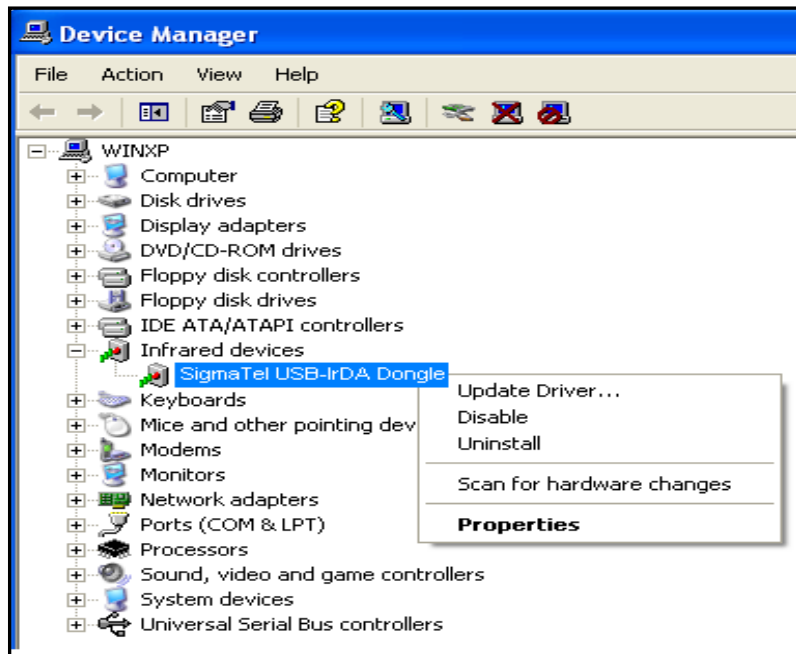 Device Manager
File Action View Help
WINXP
Computer
Disk drives
Display adapters
DVD/CD-ROM drives
Floppy disk controllers
Floppy disk drives
IDE ATA/ATAPI controllers
Infrared devices
SigmaTel USB-IrDA Dongle
Keyboards
Mice and other pointing dev
Modems
Monitors
Network adapters
Ports (COM & LPT)
Processors
Sound, video and game controllers
System devices
Universal Serial Bus controllers
Update Driver...
Disable
Uninstall
Scan for hardware changes
Properties